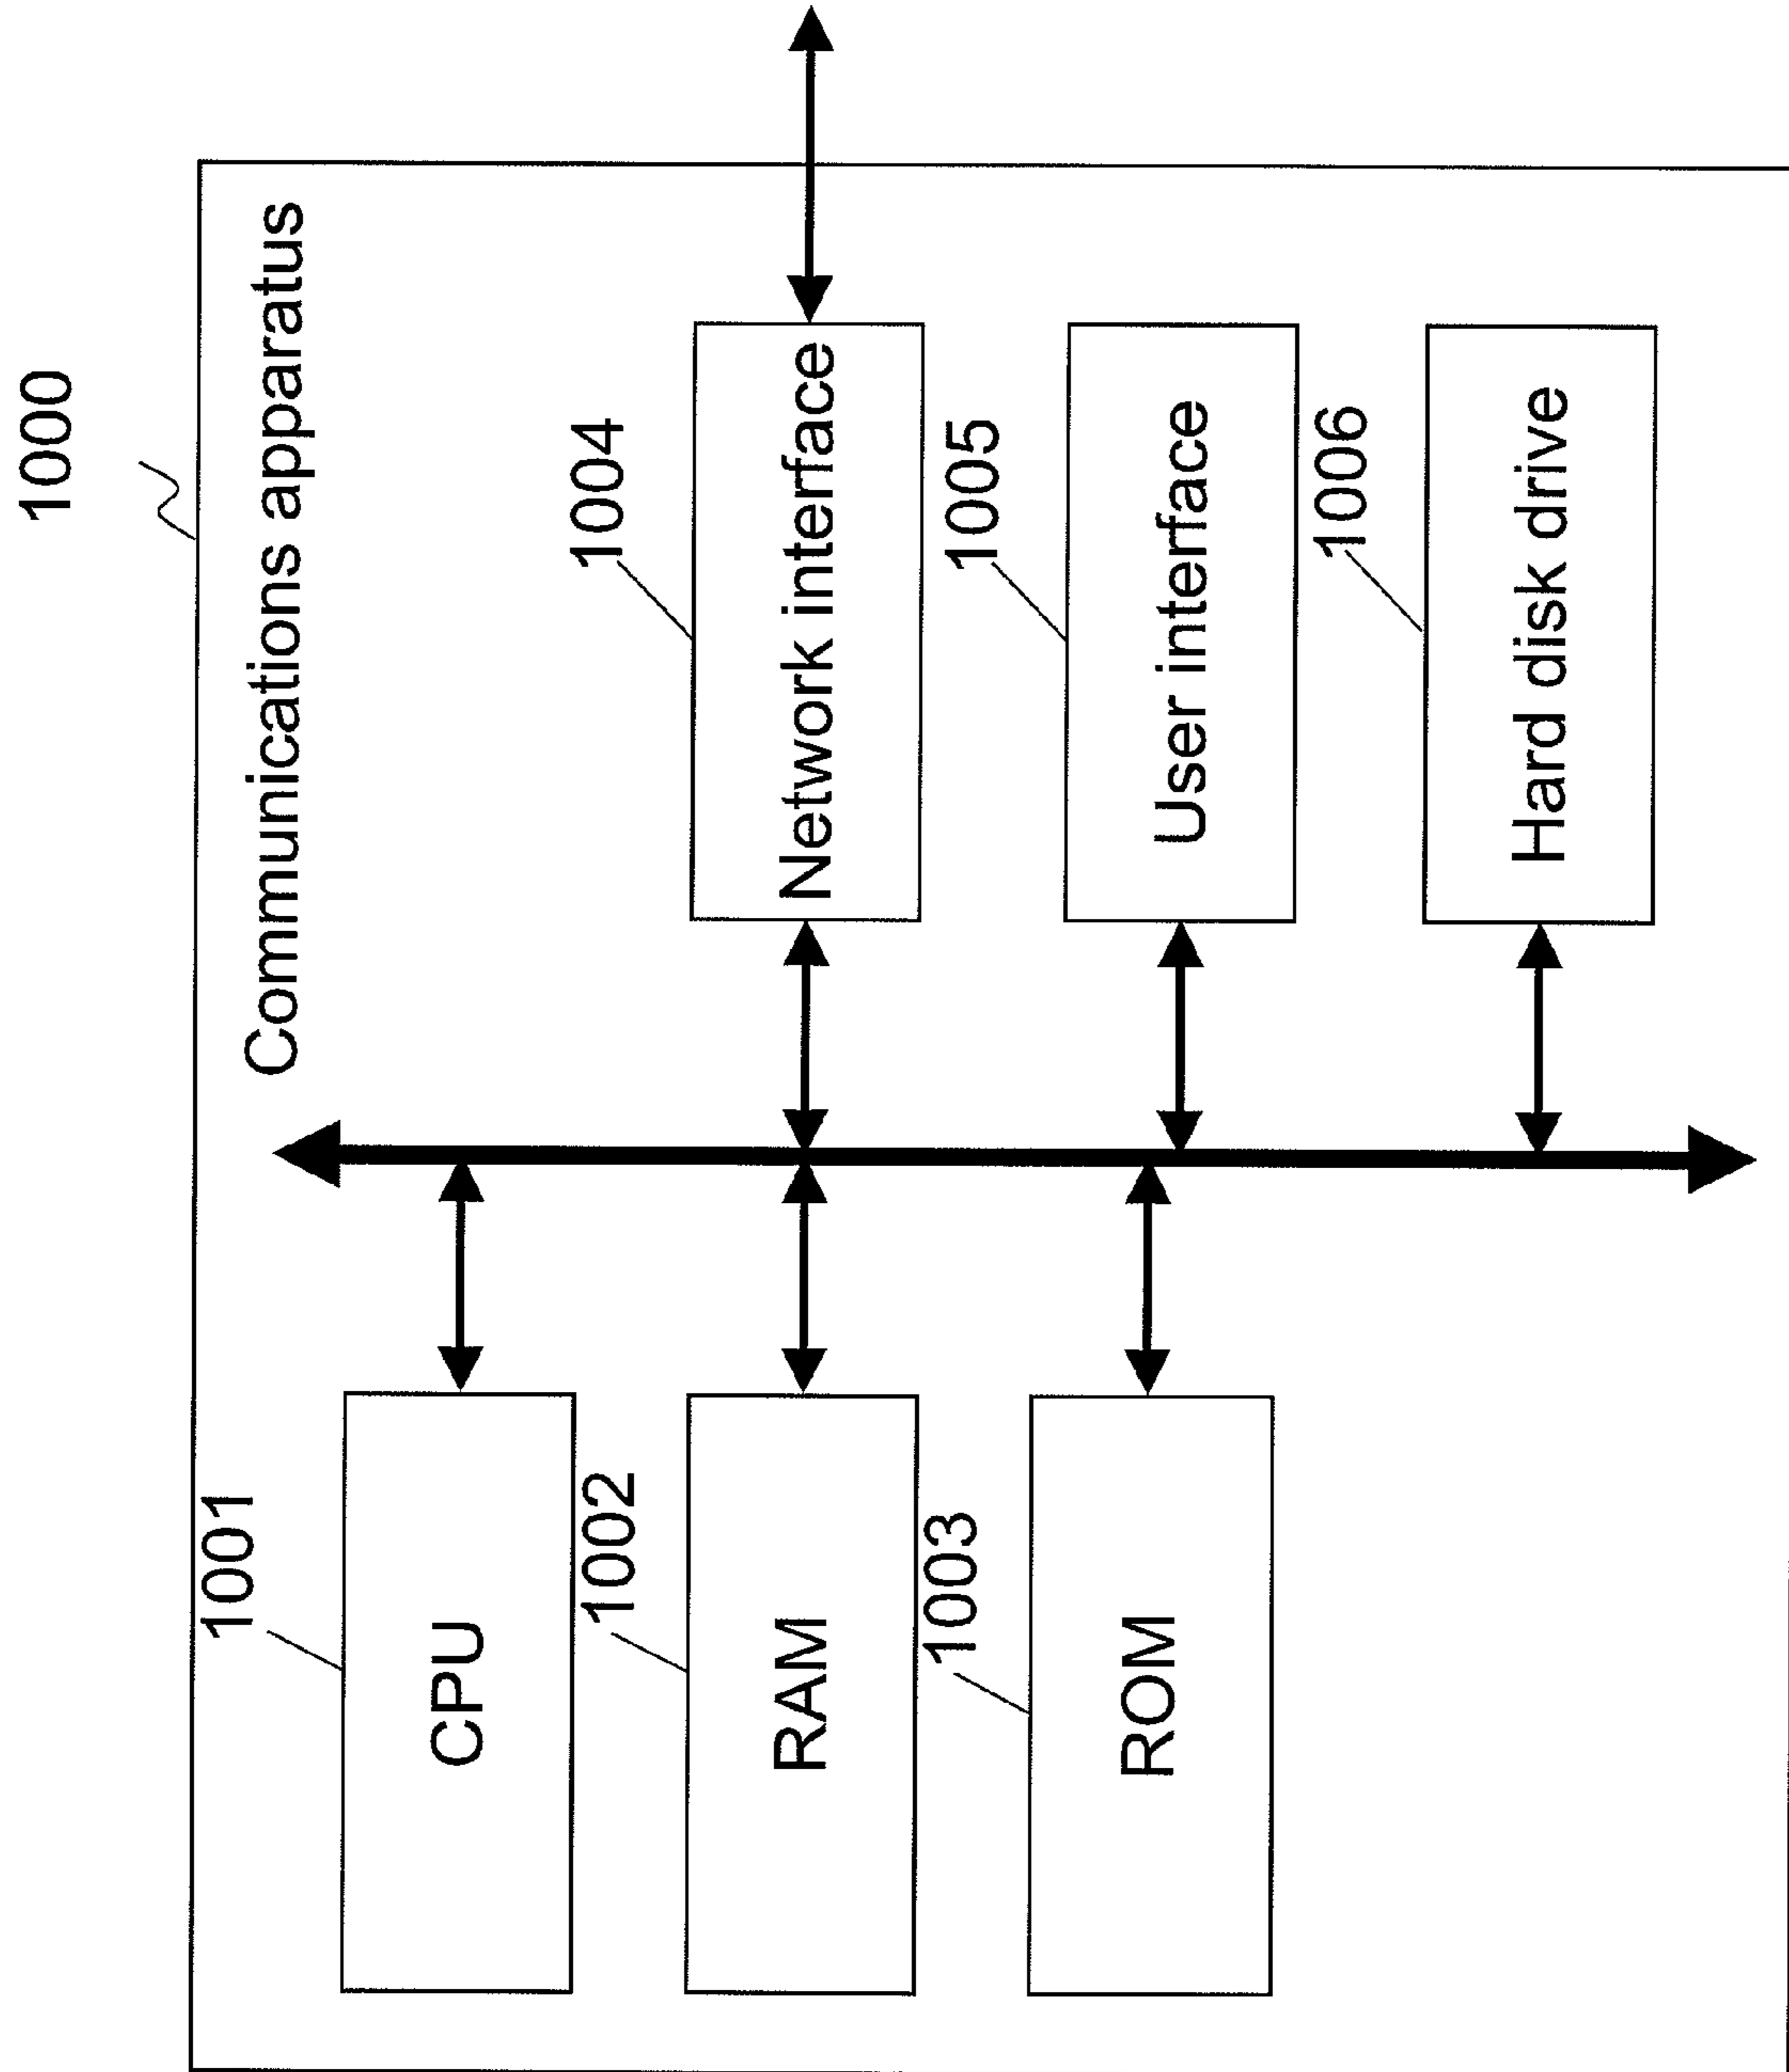 1000
Communications apparatus
1001
CPU
1002
RAM
1003
ROM
1004
Network interface
1005
User interface
1006
Hard disk drive